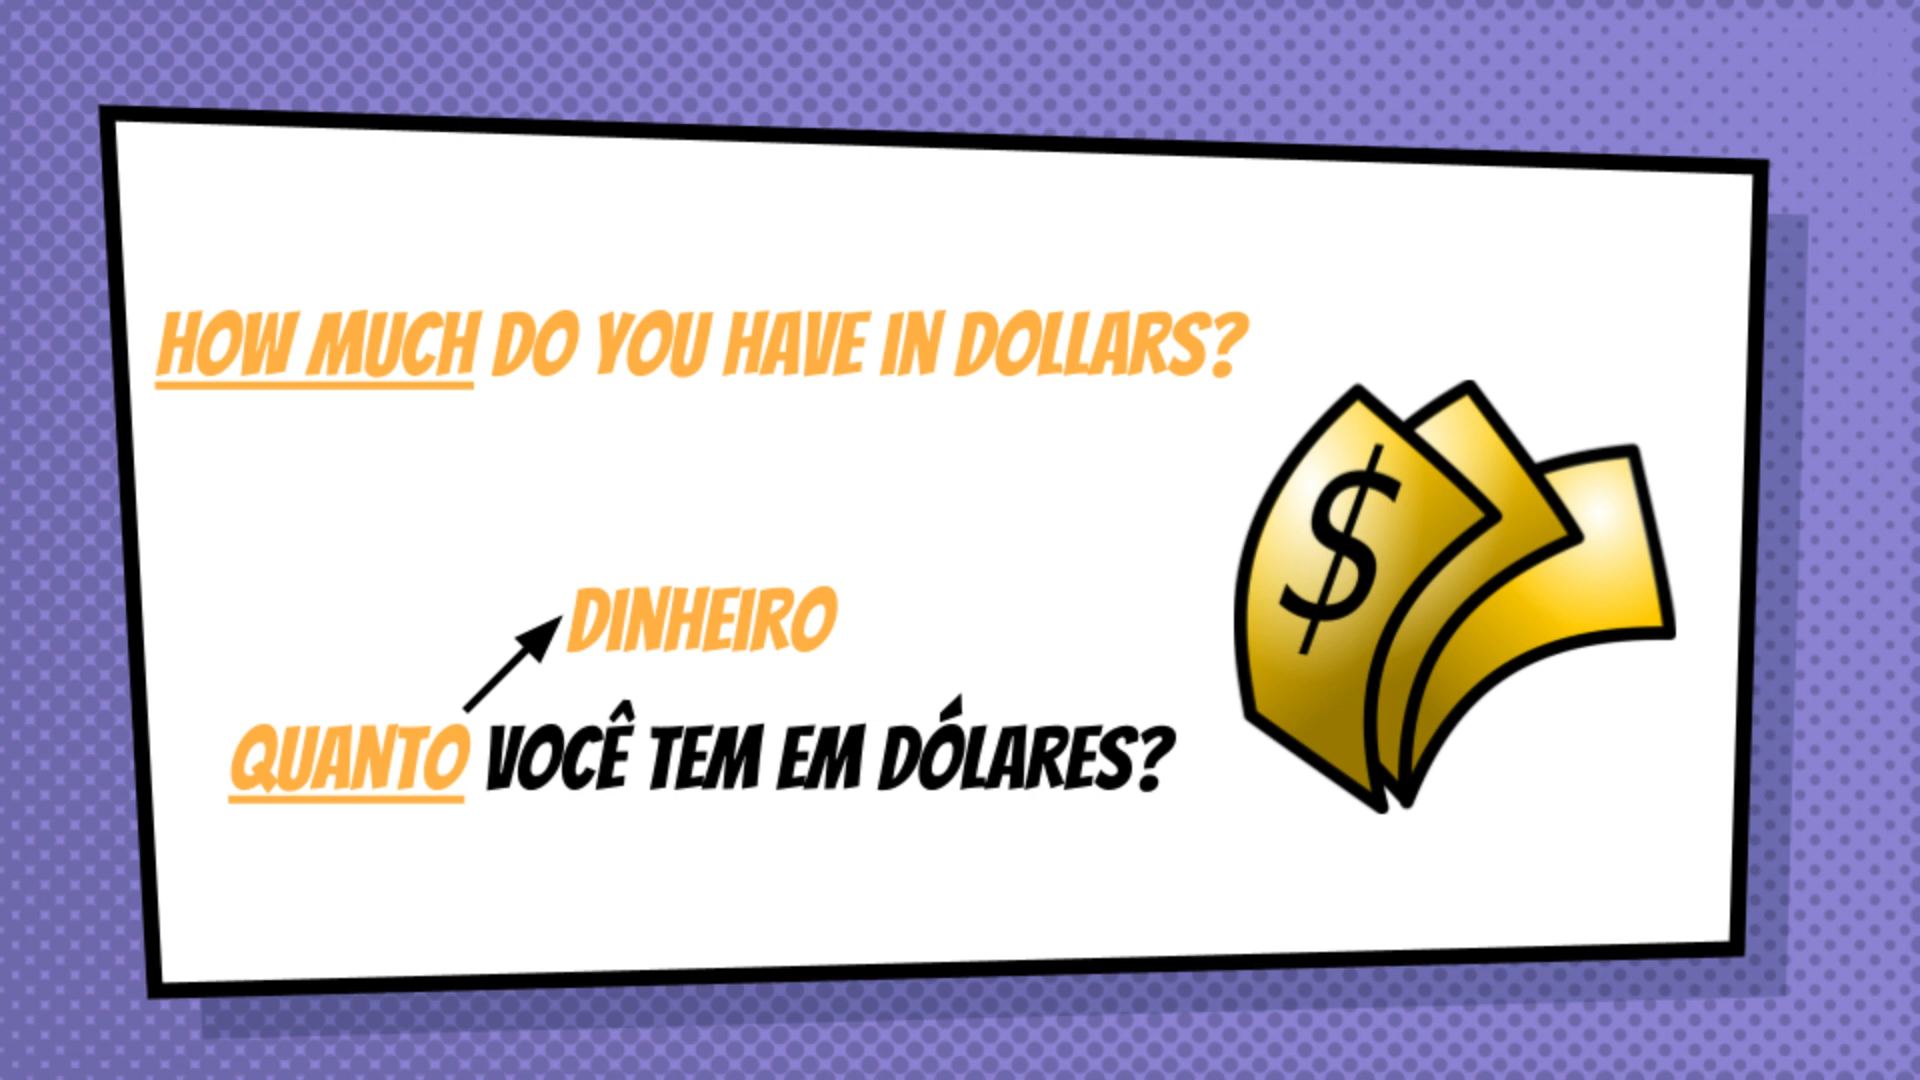 HOW MUCH DO YOU HAVE IN DOLLARS?
DINHEIRO
QUANTO VOCÊ TEM EM DÓLARES?
$